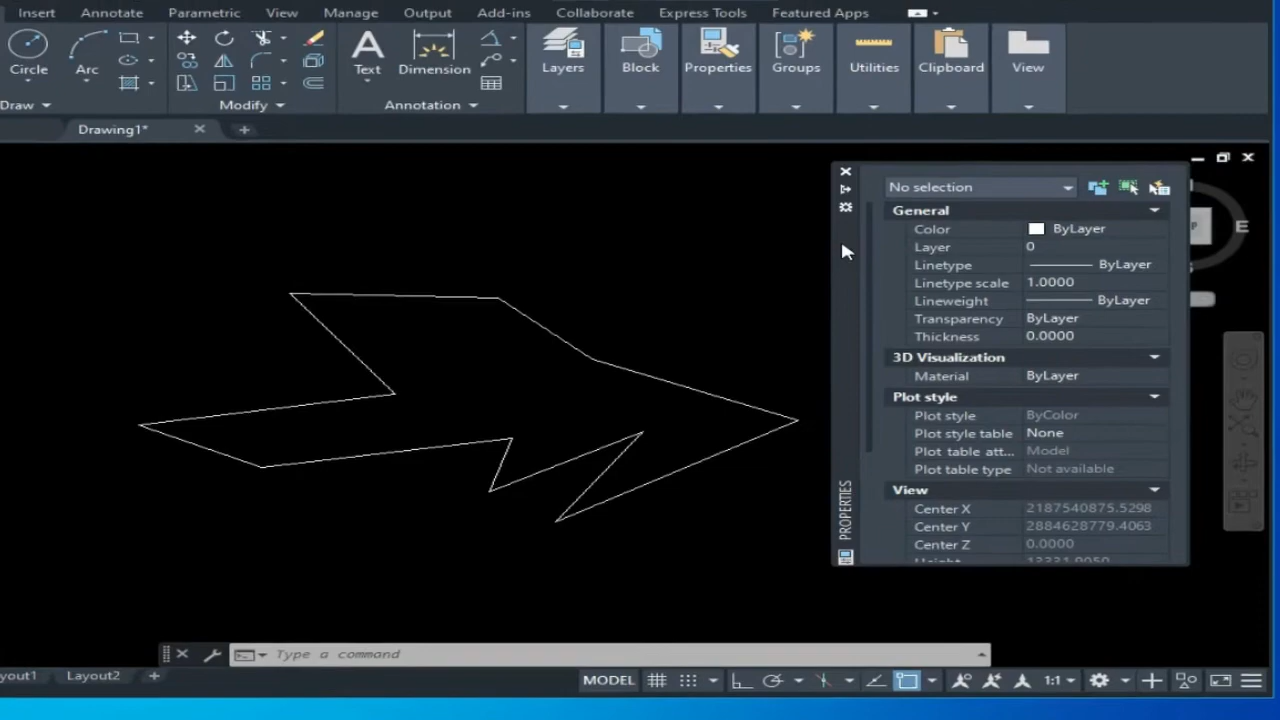 Insert Annotate Parametric View Manage Output Add-ins Collaborate Express Tools Featured Apps
Circle Arc Text Dimension Layers Block Properties Groups Utilities Clipboard View
Draw Modify Annotation
Drawing1*
No selection
General
Color ByLayer
Layer 0
Linetype ByLayer
Linetype scale 1.0000
Lineweight ByLayer
Transparency ByLayer
Thickness 0.0000
3D Visualization
Material ByLayer
Plot style
Plot style ByColor
Plot style table None
Plot table att... Model
Plot table type Not available
View
Center X 2187540875.5298
Center Y 2884628779.4063
Center Z 0.0000
Height 13331.9050
PROPERTIES
E
P
Type a command
yout1 Layout2 MODEL 1:1